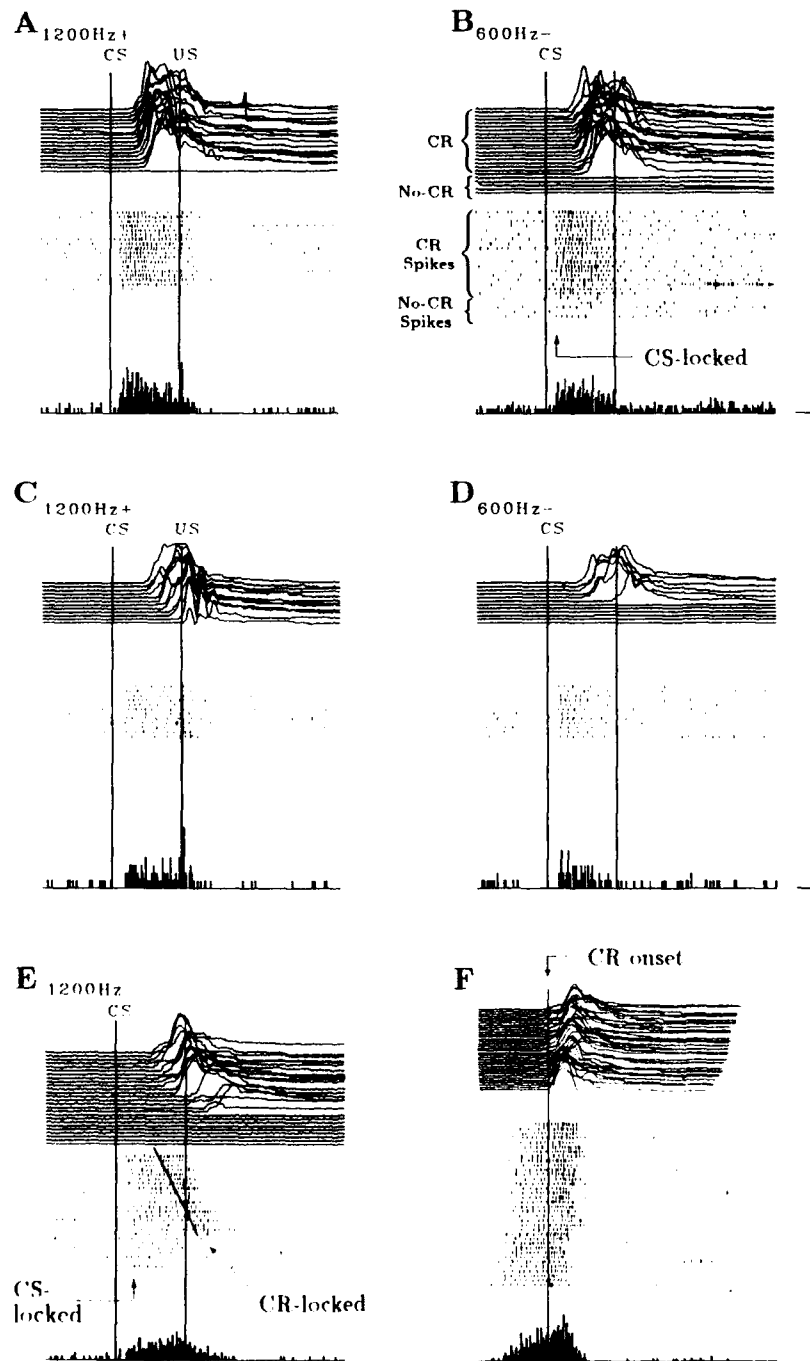 A 1200Hz+
CS US
B 600Hz-
CS
CR
No-CR
CR
Spikes
No-CR
Spikes
CS-locked
C 1200Hz+
CS US
D 600Hz-
CS
E 1200Hz
CS
CS-
locked
CR-locked
F
CR onset